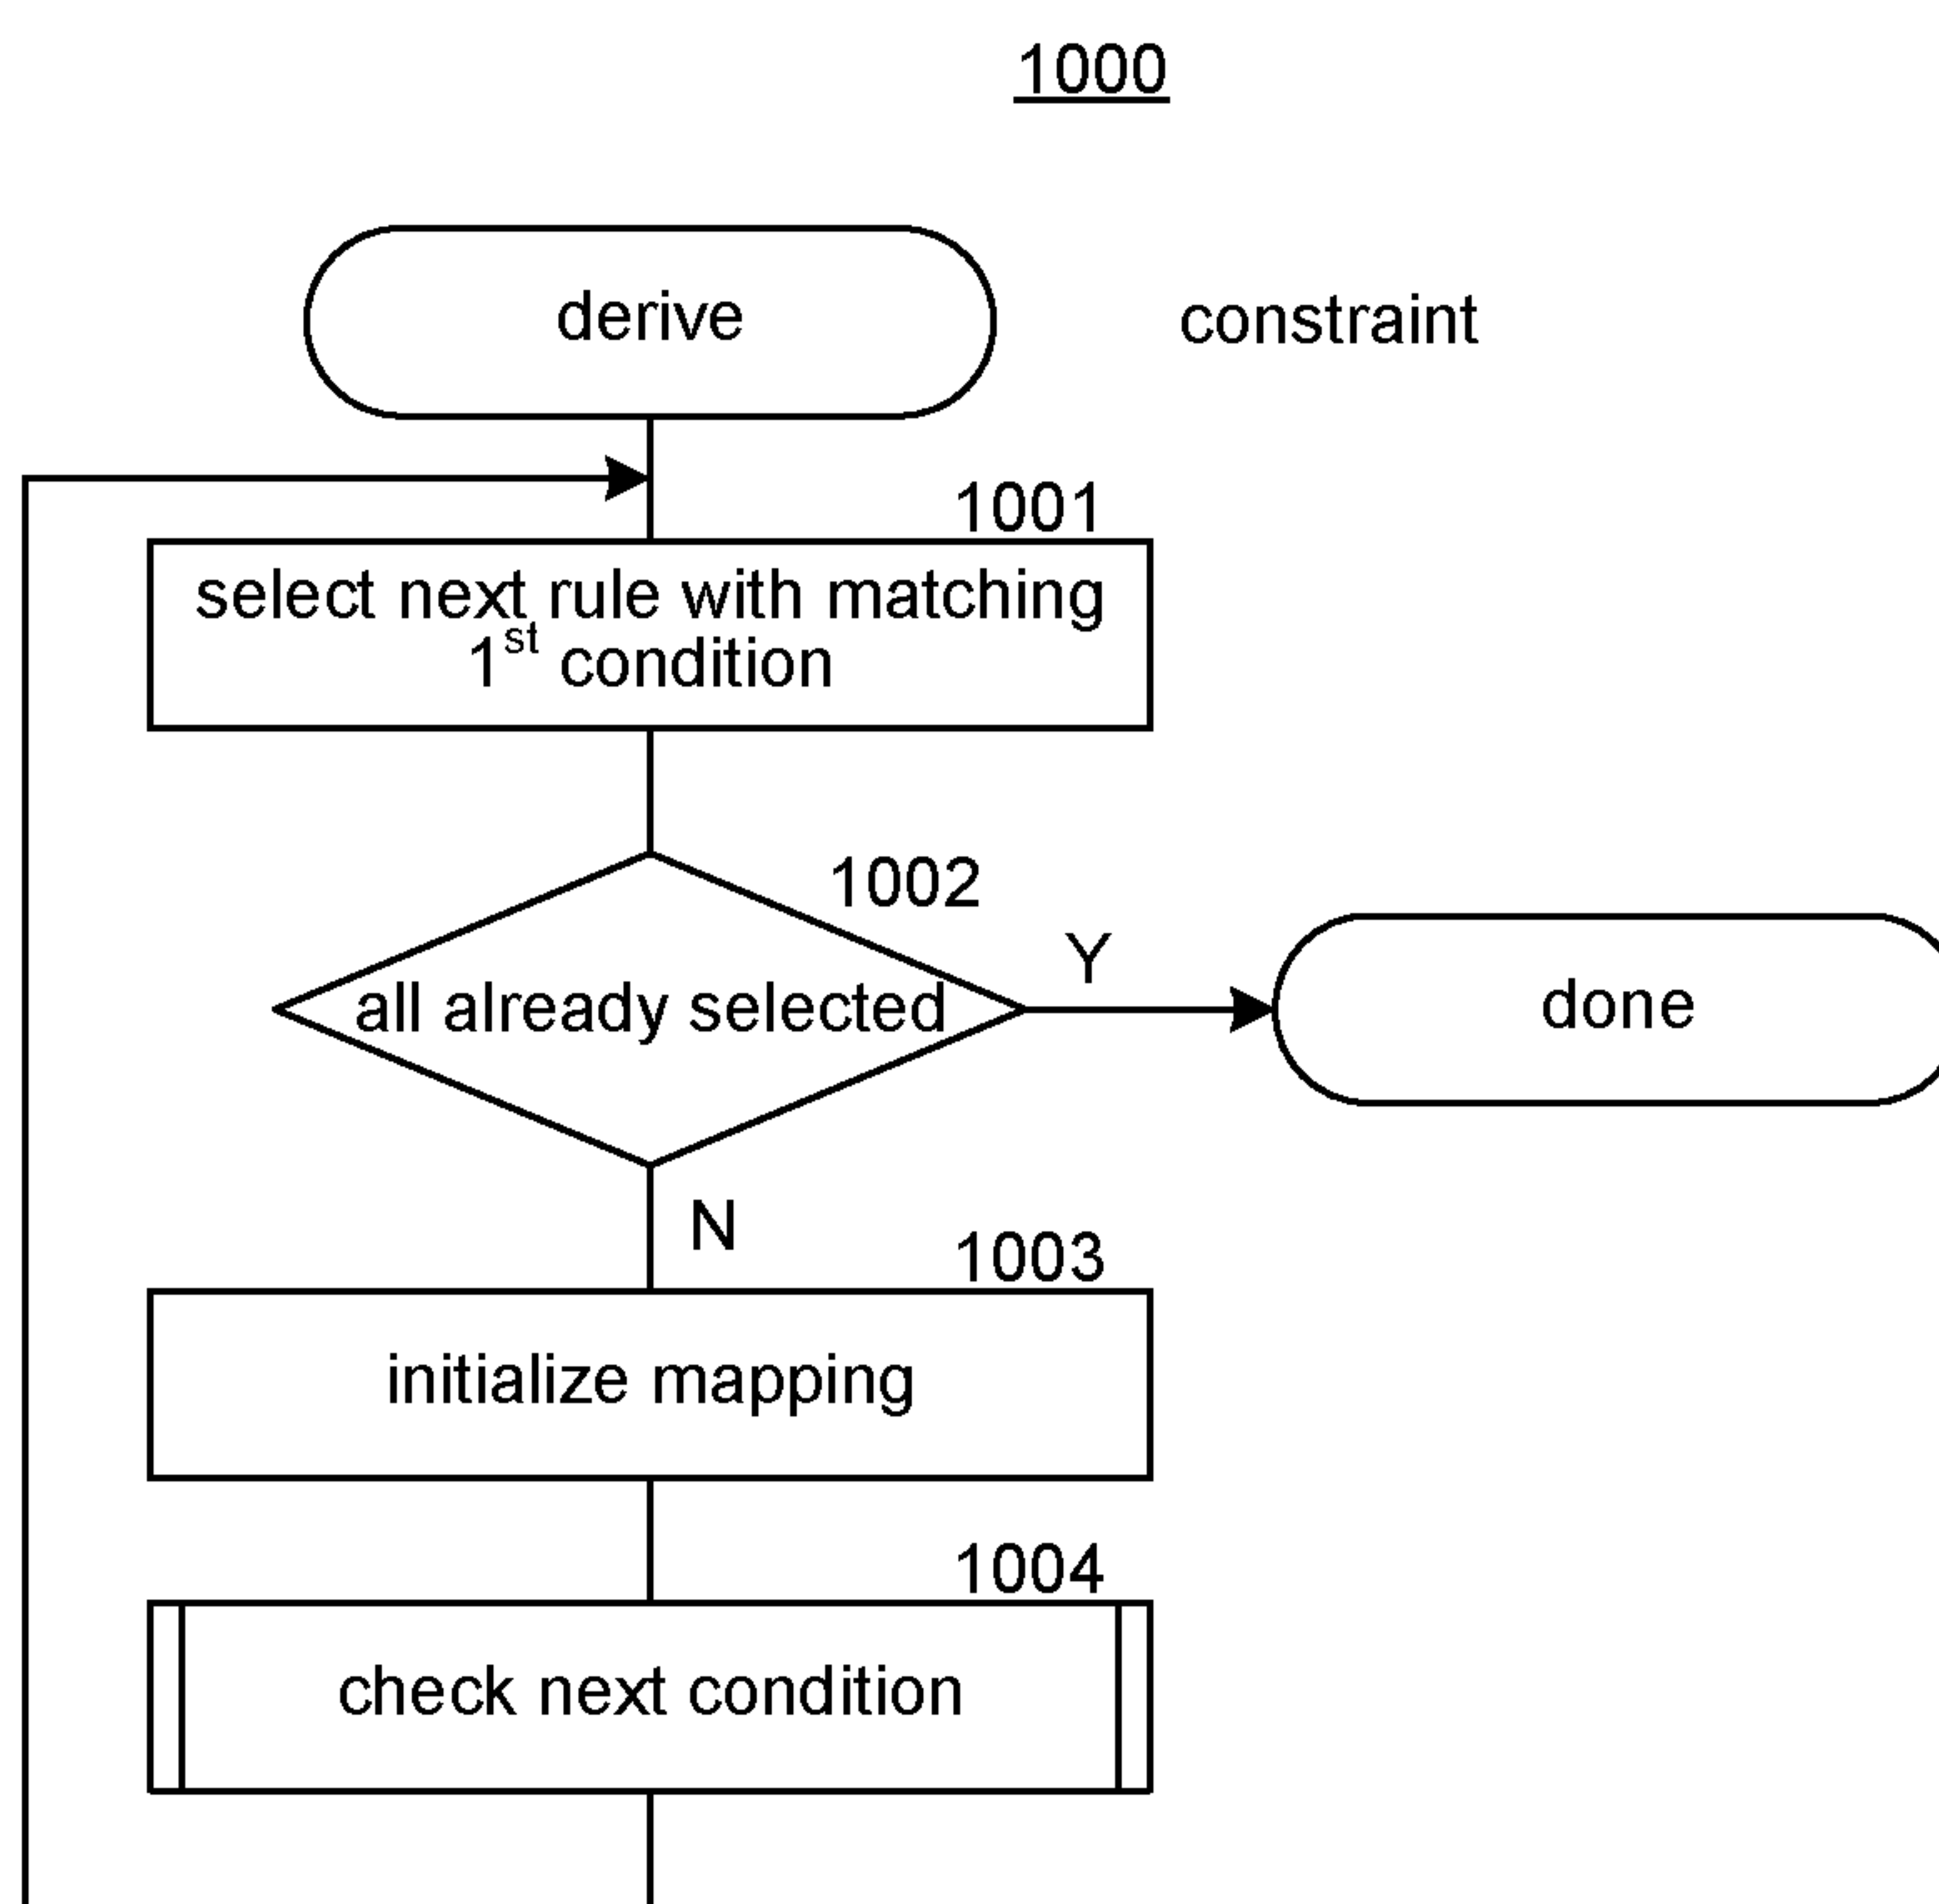 1000
derive
constraint
1001
select next rule with matching
1st condition
1002
all already selected
Y
done
N
1003
initialize mapping
1004
check next condition